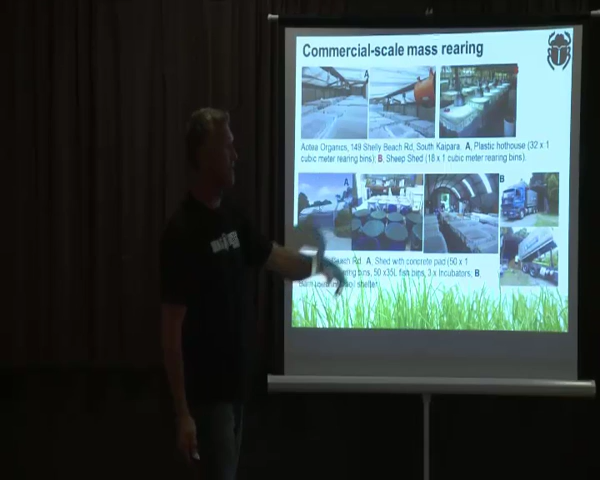 Commercial-scale mass rearing
A
B
Aotea Organics, 149 Shelly Beach Rd, South Kaipara. A, Plastic hothouse (32 x 1
cubic meter rearing bins); B, Sheep Shed (18 x 1 cubic meter rearing bins).
A
B
Beach Rd. A, Shed with concrete pad (50 x 1
bins, 50 x35L fish bins, 3 x Incubators; B,